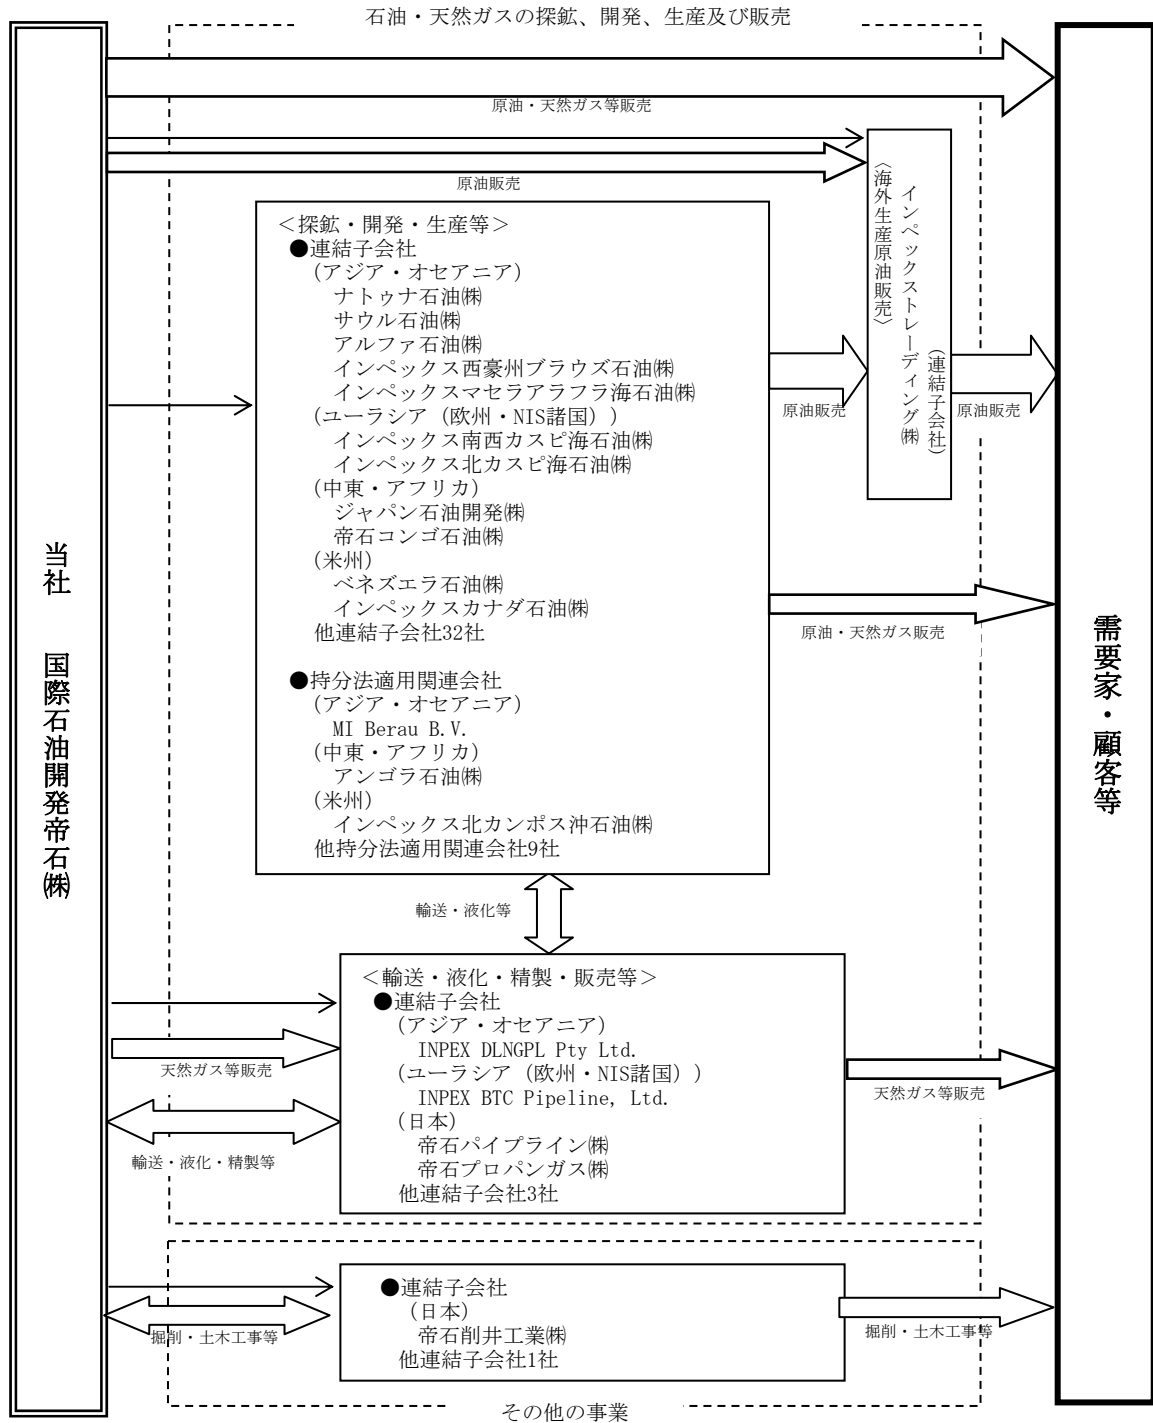 石油・天然ガスの探鉱、開発、生産及び販売
当社　国際石油開発帝石㈱
原油・天然ガス等販売
原油販売
＜探鉱・開発・生産等＞
●連結子会社
(アジア・オセアニア)
ナトゥナ石油㈱
サウル石油㈱
アルファ石油㈱
インペックス西豪州ブラウズ石油㈱
インペックスマセラアラフラ海石油㈱
(ユーラシア（欧州・NIS諸国）)
インペックス南西カスピ海石油㈱
インペックス北カスピ海石油㈱
(中東・アフリカ)
ジャパン石油開発㈱
帝石コンゴ石油㈱
(米州)
ベネズエラ石油㈱
インペックスカナダ石油㈱
他連結子会社32社
●持分法適用関連会社
(アジア・オセアニア)
MI Berau B.V.
(中東・アフリカ)
アンゴラ石油㈱
(米州)
インペックス北カンポス沖石油㈱
他持分法適用関連会社9社
原油販売
(連結子会社)
インペックストレーディング㈱
〈海外生産原油販売〉
原油販売
原油・天然ガス販売
需要家・顧客等
輸送・液化等
＜輸送・液化・精製・販売等＞
●連結子会社
(アジア・オセアニア)
INPEX DLNGPL Pty Ltd.
(ユーラシア（欧州・NIS諸国）)
INPEX BTC Pipeline, Ltd.
(日本)
帝石パイプライン㈱
帝石プロパンガス㈱
他連結子会社3社
天然ガス等販売
輸送・液化・精製等
天然ガス等販売
●連結子会社
(日本)
帝石削井工業㈱
他連結子会社1社
掘削・土木工事等
掘削・土木工事等
その他の事業